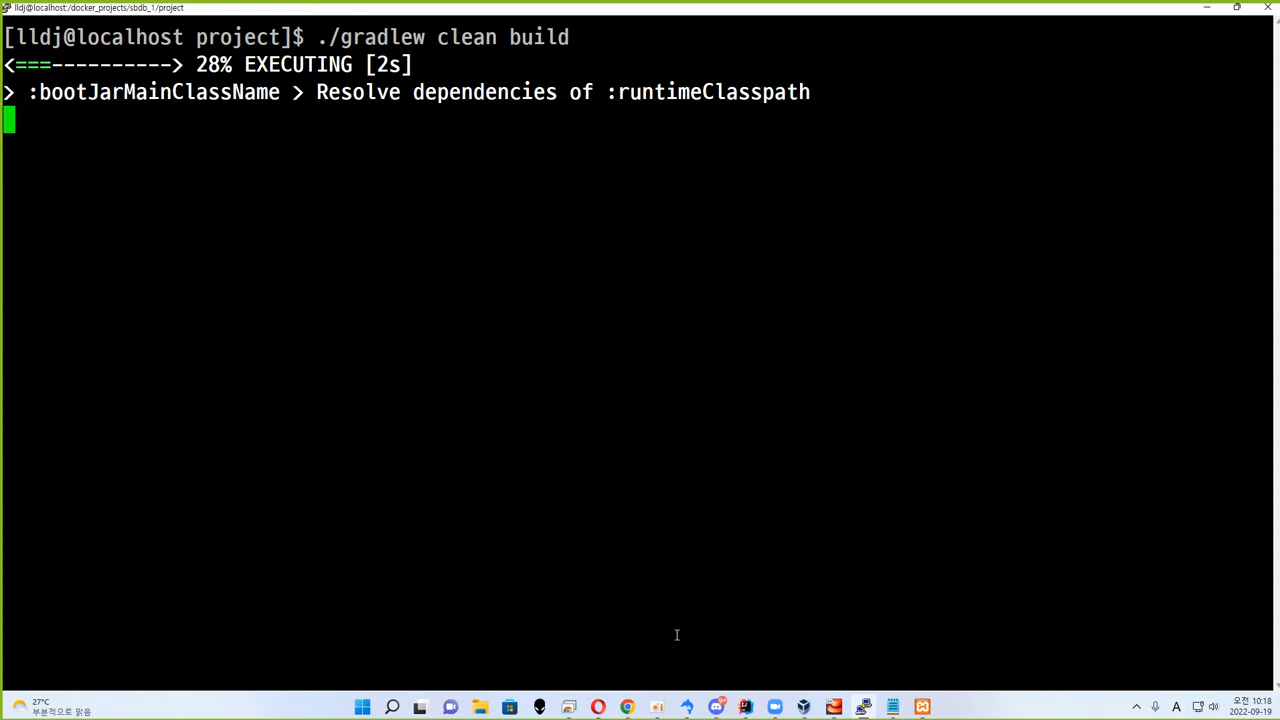 lldj@localhost:/docker_projects/sbdb_1/project
[lldj@localhost project]$ ./gradlew clean build
<===----------> 28% EXECUTING [2s]
> :bootJarMainClassName > Resolve dependencies of :runtimeClasspath
27°C
부분적으로 맑음
A
오전 10:18
2022-09-19